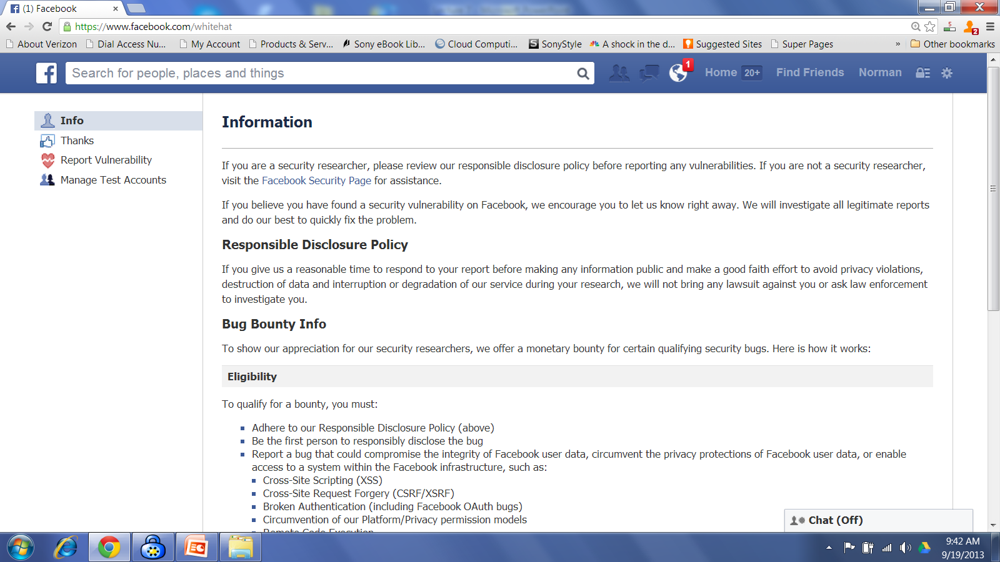 (1) Facebook
https://www.facebook.com/whitehat
5
2
About Verizon
Dial Access Nu...
My Account
Products & Serv...
Sony eBook Lib...
Cloud Computi...
SonyStyle
A shock in the d...
Suggested Sites
Super Pages
»
Other bookmarks
Search for people, places and things
1
Home 20+
Find Friends
Norman
Info
Thanks
Report Vulnerability
Manage Test Accounts
Information
If you are a security researcher, please review our responsible disclosure policy before reporting any vulnerabilities. If you are not a security researcher,
visit the Facebook Security Page for assistance.
If you believe you have found a security vulnerability on Facebook, we encourage you to let us know right away. We will investigate all legitimate reports
and do our best to quickly fix the problem.
Responsible Disclosure Policy
If you give us a reasonable time to respond to your report before making any information public and make a good faith effort to avoid privacy violations,
destruction of data and interruption or degradation of our service during your research, we will not bring any lawsuit against you or ask law enforcement
to investigate you.
Bug Bounty Info
To show our appreciation for our security researchers, we offer a monetary bounty for certain qualifying security bugs. Here is how it works:
Eligibility
To qualify for a bounty, you must:
Adhere to our Responsible Disclosure Policy (above)
Be the first person to responsibly disclose the bug
Report a bug that could compromise the integrity of Facebook user data, circumvent the privacy protections of Facebook user data, or enable
access to a system within the Facebook infrastructure, such as:
Cross-Site Scripting (XSS)
Cross-Site Request Forgery (CSRF/XSRF)
Broken Authentication (including Facebook OAuth bugs)
Circumvention of our Platform/Privacy permission models
Remote Code Execution
Chat (Off)
9:42 AM
9/19/2013